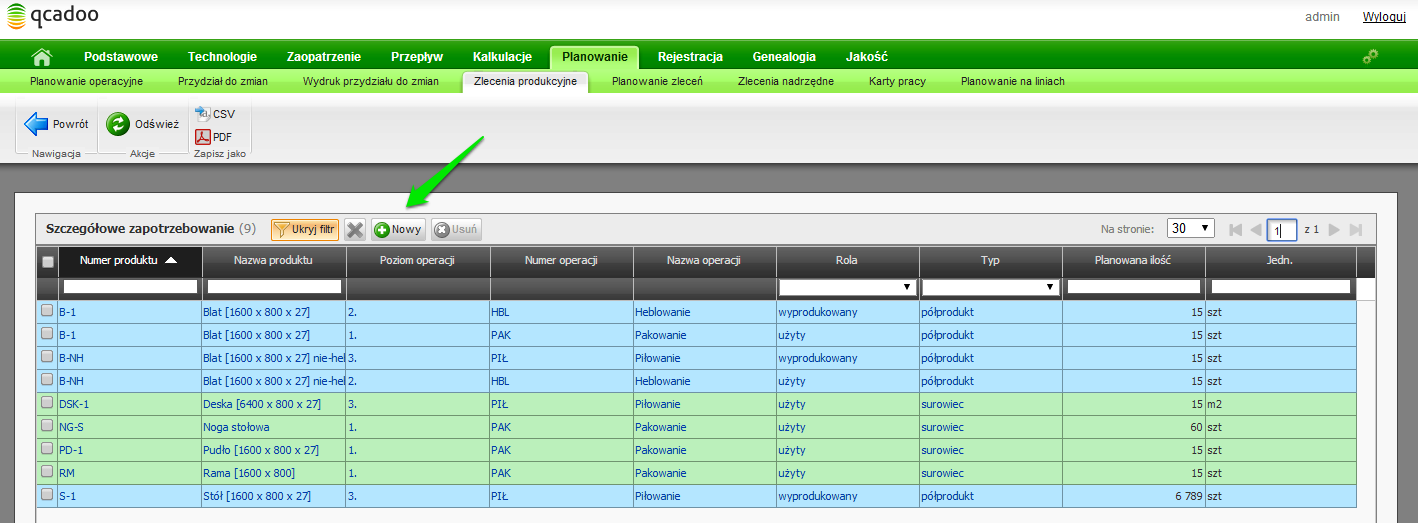 qcadoo admin Wyloguj
Podstawowe Technologie Zaopatrzenie Przepływ Kalkulacje Planowanie Rejestracja Genealogia Jakość
Planowanie operacyjne Przydział do zmian Wydruk przydziału do zmian Zlecenia produkcyjne Planowanie zleceń Zlecenia nadrzędne Karty pracy Planowanie na liniach
Powrót Odśwież CSV
PDF
Nawigacja Akcje Zapisz jako
Szczegółowe zapotrzebowanie (9) Ukryj filtr Nowy Usuń Na stronie: 30 1 z 1
Numer produktu Nazwa produktu Poziom operacji Numer operacji Nazwa operacji Rola Typ Planowana ilość Jedn.
B-1 Blat [1600 x 800 x 27] 2. HBL Heblowanie wyprodukowany półprodukt 15 szt
B-1 Blat [1600 x 800 x 27] 1. PAK Pakowanie użyty półprodukt 15 szt
B-NH Blat [1600 x 800 x 27] nie-hel 3. PIŁ Piłowanie wyprodukowany półprodukt 15 szt
B-NH Blat [1600 x 800 x 27] nie-hel 2. HBL Heblowanie użyty półprodukt 15 szt
DSK-1 Deska [6400 x 800 x 27] 3. PIŁ Piłowanie użyty surowiec 15 m2
NG-S Noga stołowa 1. PAK Pakowanie użyty surowiec 60 szt
PD-1 Pudło [1600 x 800 x 27] 1. PAK Pakowanie użyty surowiec 15 szt
RM Rama [1600 x 800] 1. PAK Pakowanie użyty surowiec 15 szt
S-1 Stół [1600 x 800 x 27] 3. PIŁ Piłowanie wyprodukowany półprodukt 6 789 szt